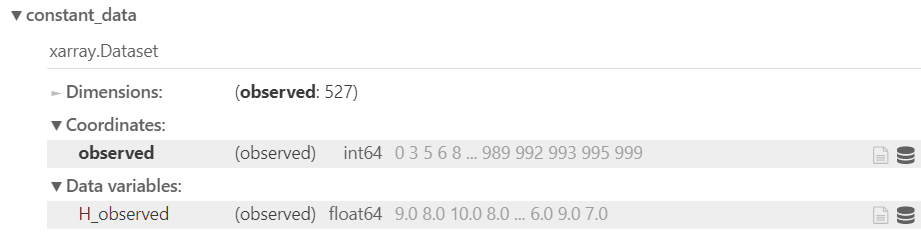 ▼ constant_data
xarray.Dataset
► Dimensions: (observed: 527)
▼ Coordinates:
observed (observed) int64 0 3 5 6 8 ... 989 992 993 995 999
▼ Data variables:
H_observed (observed) float64 9.0 8.0 10.0 8.0 ... 6.0 9.0 7.0